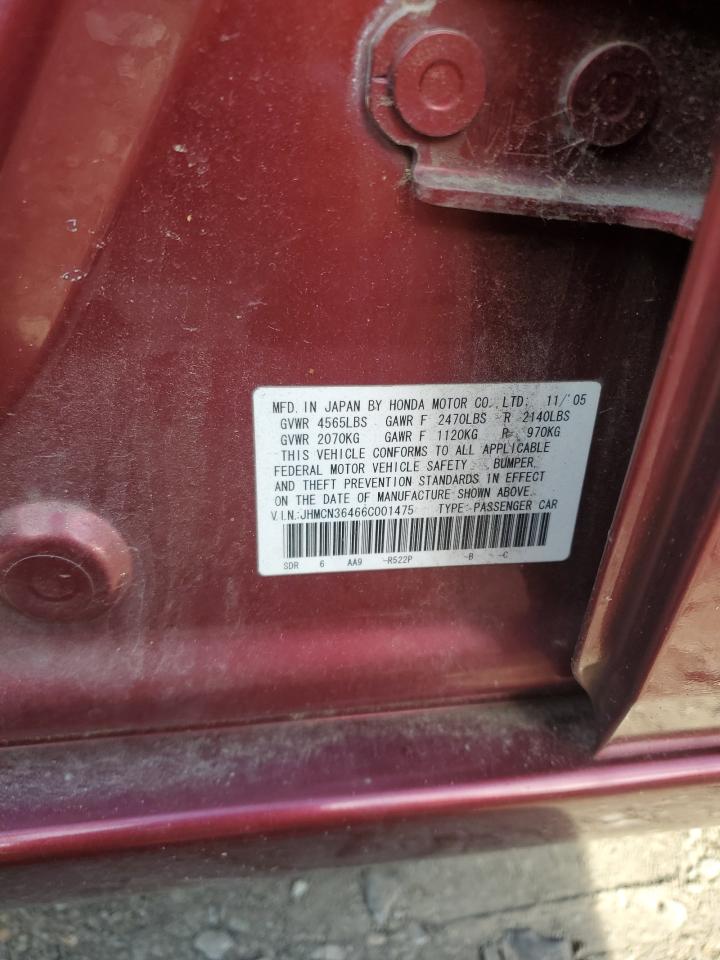 MFD. IN JAPAN BY HONDA MOTOR CO., LTD. 11/'05
GVWR 4565LBS GAWR F 2470LBS R 2140LBS
GVWR 2070KG GAWR F 1120KG R 970KG
THIS VEHICLE CONFORMS TO ALL APPLICABLE
FEDERAL MOTOR VEHICLE SAFETY, BUMPER,
AND THEFT PREVENTION STANDARDS IN EFFECT
ON THE DATE OF MANUFACTURE SHOWN ABOVE.
V.I.N.:JHMCN36466C001475 TYPE:PASSENGER CAR
SDR 6 AA9 -R522P -B -C